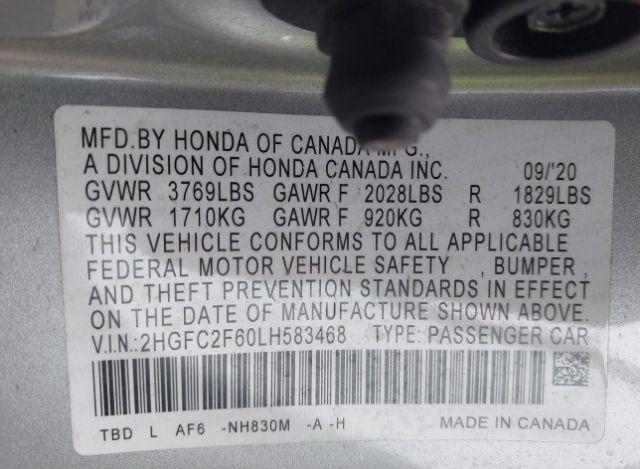 MFD.BY HONDA OF CANADA MFG.,
A DIVISION OF HONDA CANADA INC. 09/'20
GVWR 3769LBS GAWR F 2028LBS R 1829LBS
GVWR 1710KG GAWR F 920KG R 830KG
THIS VEHICLE CONFORMS TO ALL APPLICABLE
FEDERAL MOTOR VEHICLE SAFETY , BUMPER ,
AND THEFT PREVENTION STANDARDS IN EFFECT
ON THE DATE OF MANUFACTURE SHOWN ABOVE.
V.I.N.:2HGFC2F60LH583468 TYPE: PASSENGER CAR
TBD L AF6 -NH830M -A -H MADE IN CANADA